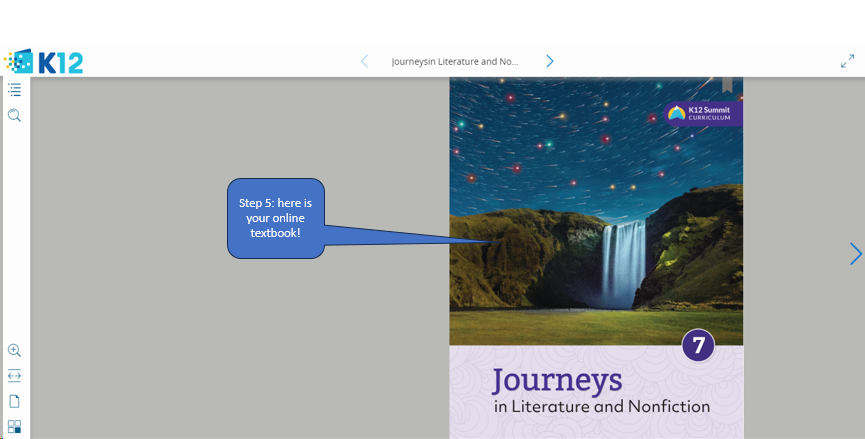 K12
Journeysin Literature and No...
K12 Summit
CURRICULUM
Step 5: here is
your online
textbook!
7
Journeys
in Literature and Nonfiction